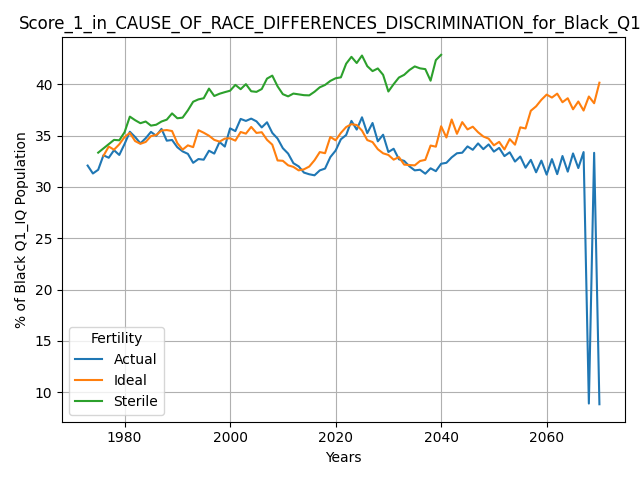 Score_1_in_CAUSE_OF_RACE_DIFFERENCES_DISCRIMINATION_for_Black_Q1
40
35
30
25
20
15
10
% of Black Q1_IQ Population
Fertility
Actual
Ideal
Sterile
1980 2000 2020 2040 2060
Years